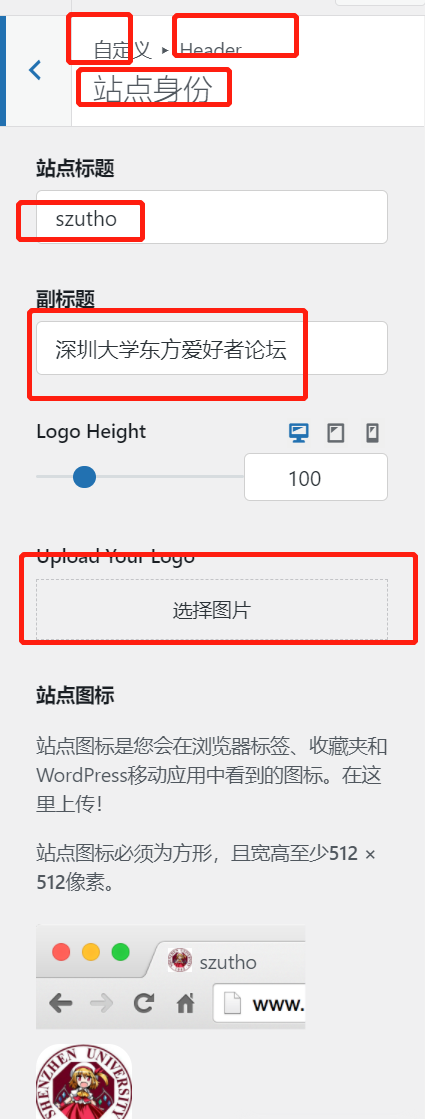 自定义 ▸ Header
站点身份
站点标题
szutho
副标题
深圳大学东方爱好者论坛
Logo Height
100
Upload Your Logo
选择图片
站点图标
站点图标是您会在浏览器标签、收藏夹和
WordPress移动应用中看到的图标。在这
里上传！
站点图标必须为方形，且宽高至少512 ×
512像素。
szutho
www.
SHENZHEN UNIVERSITY